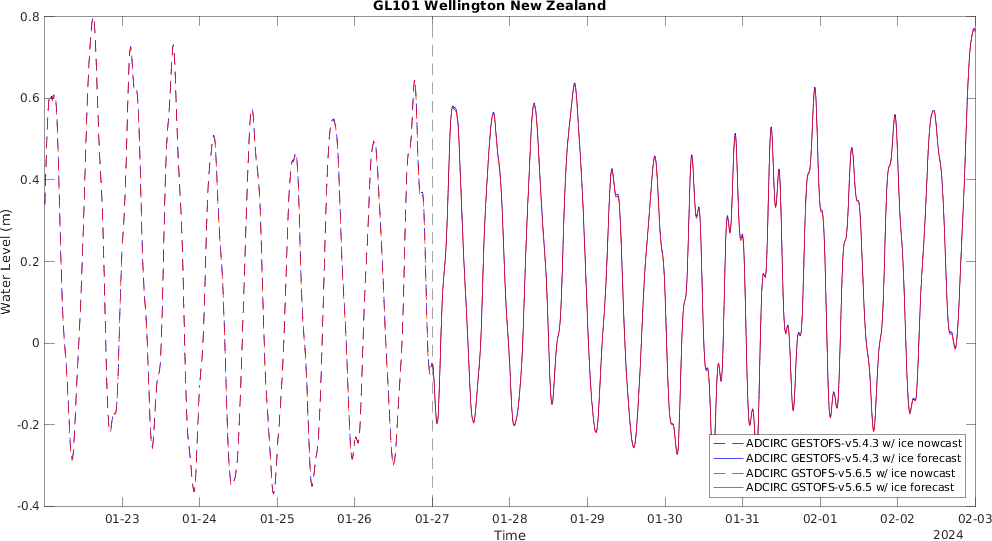 GL101 Wellington New Zealand
0.8
0.6
0.4
0.2
0
-0.2
-0.4
Water Level (m)
ADCIRC GESTOFS-v5.4.3 w/ ice nowcast
ADCIRC GESTOFS-v5.4.3 w/ ice forecast
ADCIRC GSTOFS-v5.6.5 w/ ice nowcast
ADCIRC GSTOFS-v5.6.5 w/ ice forecast
01-23 01-24 01-25 01-26 01-27 01-28 01-29 01-30 01-31 02-01 02-02 02-03
Time
2024